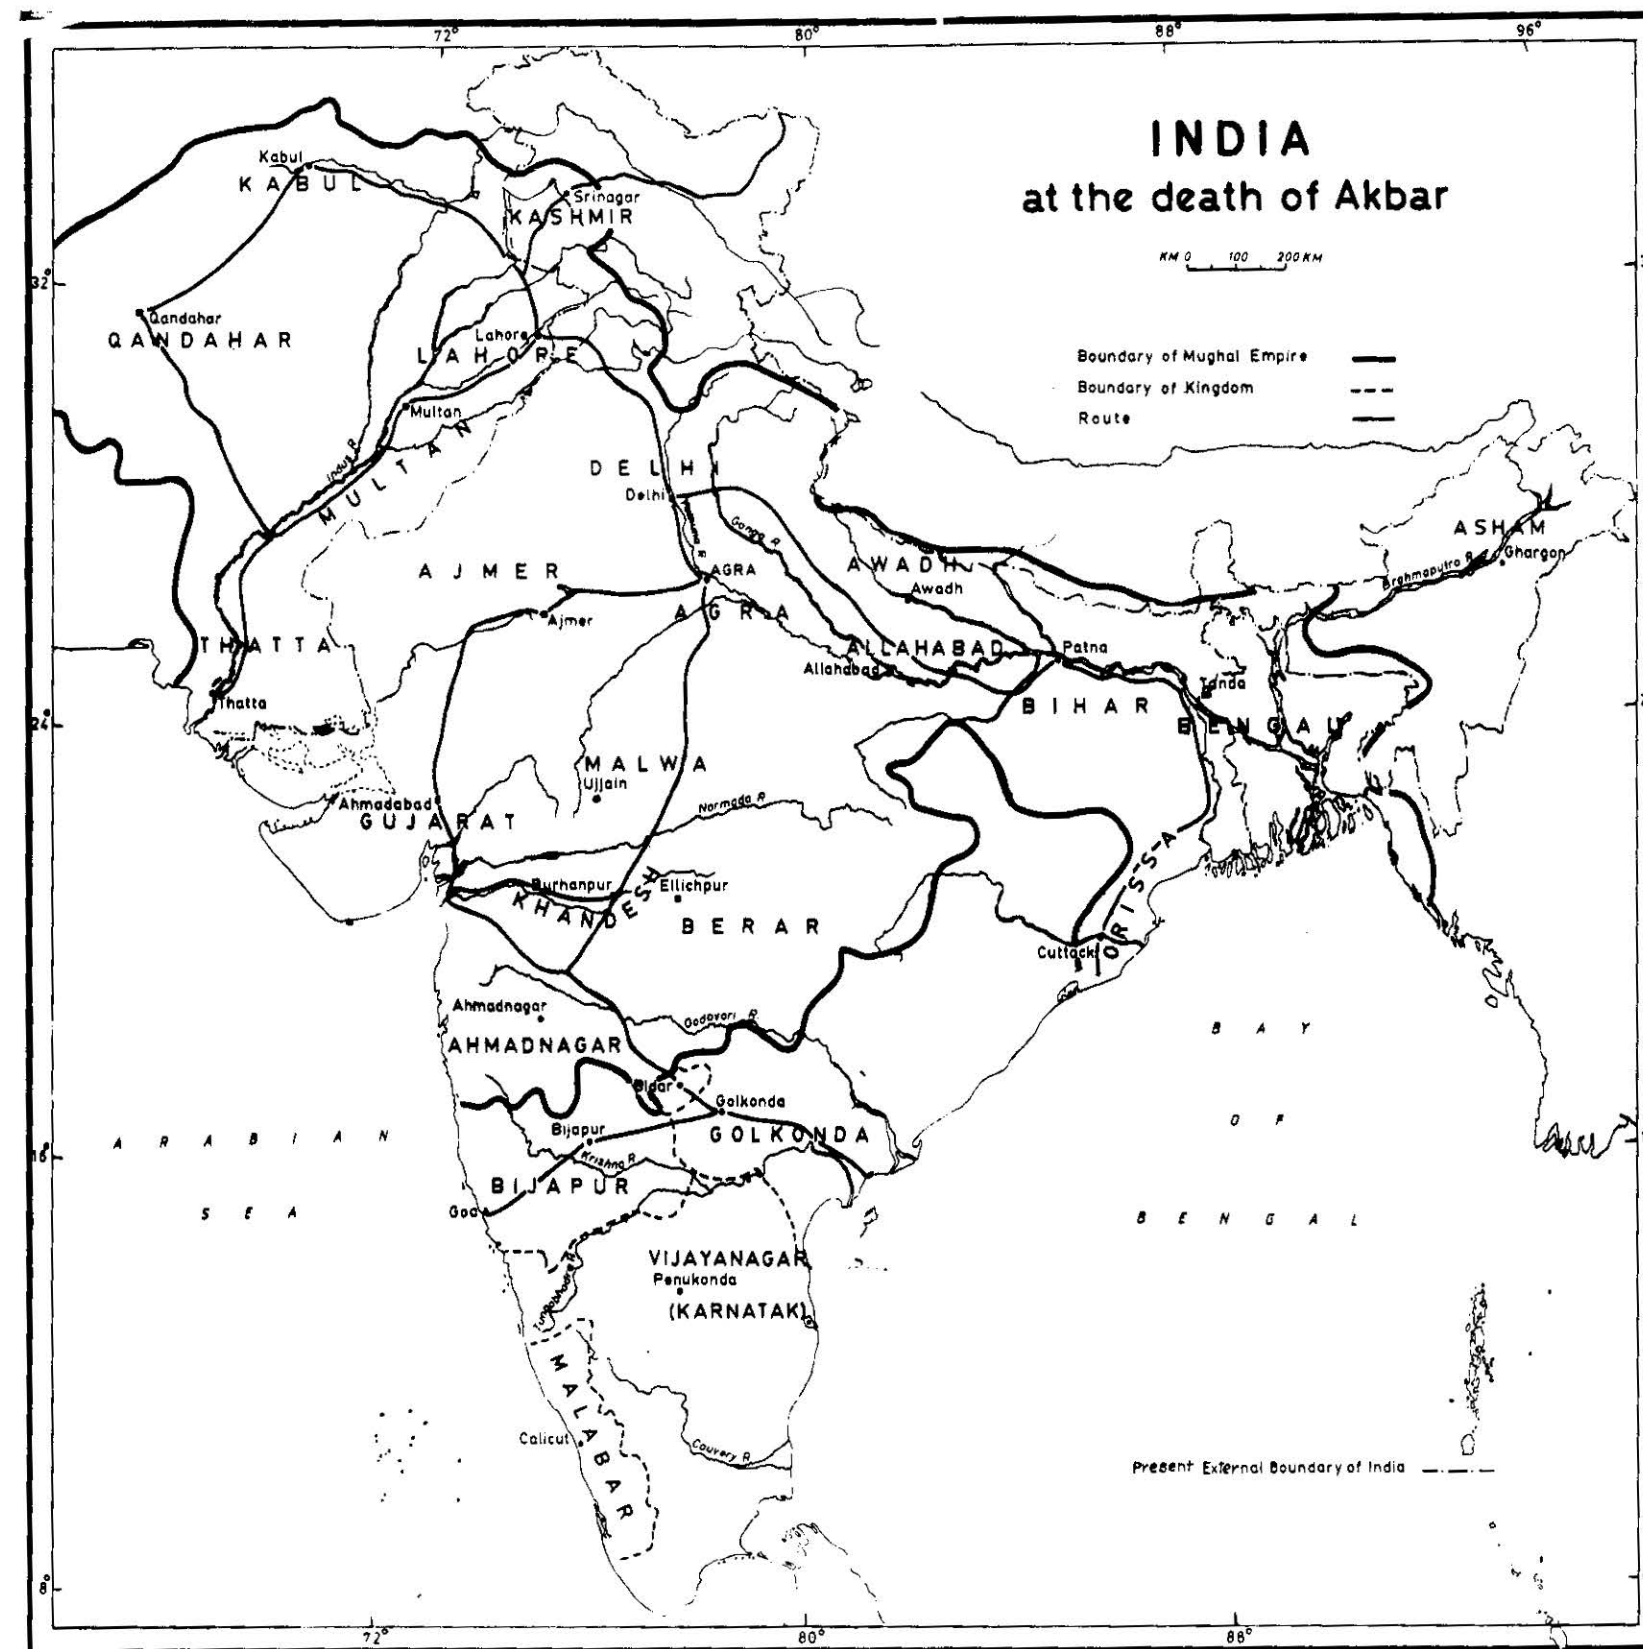 72°
80°
88°
96°
INDIA
at the death of Akbar
KM 0 100 200 KM
Boundary of Mughal Empire
Boundary of Kingdom
Route
Kabul
KABUL
Srinagar
KASHMIR
32°
Qandahar
QANDAHAR
Lahore
LAHORE
Multan
MULTAN
Indus R
DELHI
Delhi
Ganga R
AGRA
AGRA
AJMER
Ajmer
AWADH
Awadh
ASHAM
Ghargon
Brahmaputra R
THATTA
Thatta
ALLAHABAD
Allahabad
Patna
BIHAR
Tanda
BENGAL
24°
MALWA
Ujjain
Ahmadabad
GUJARAT
Narmada R
Burhanpur
KHANDESH
Ellichpur
BERAR
ORISSA
Cuttack
Ahmadnagar
AHMADNAGAR
Godavari R
Bidar
Golkonda
GOLKONDA
Bijapur
Krishna R
BIJAPUR
Goa
16°
ARABIAN
SEA
BAY
OF
BENGAL
VIJAYANAGAR
Penukonda
(KARNATAK)
Tungabhadra R
MALABAR
Calicut
Cauvery R
Present External Boundary of India
8°
72°
80°
88°